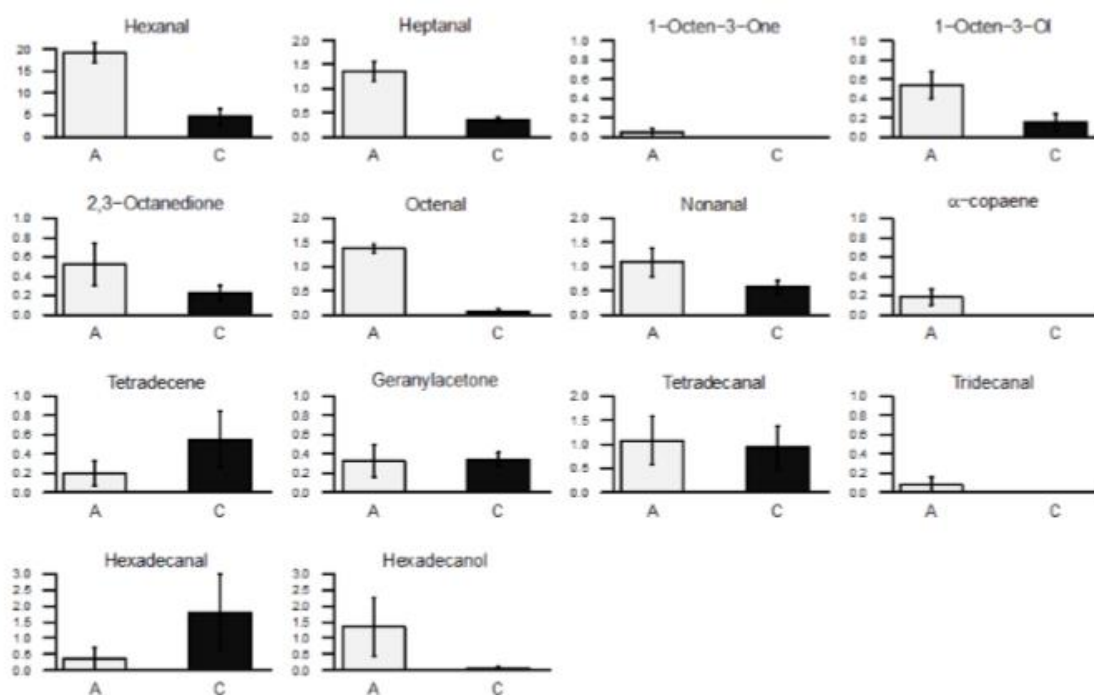 Hexanal
Heptanal
1-Octen-3-One
1-Octen-3-Ol
20
15
10
5
0
A
C
2.0
1.5
1.0
0.5
0.0
A
C
1.0
0.8
0.6
0.4
0.2
0.0
A
C
1.0
0.8
0.6
0.4
0.2
0.0
A
C
2,3-Octanedione
Octenal
Nonanal
α-copaene
1.0
0.8
0.6
0.4
0.2
0.0
A
C
2.0
1.5
1.0
0.5
0.0
A
C
2.0
1.5
1.0
0.5
0.0
A
C
1.0
0.8
0.6
0.4
0.2
0.0
A
C
Tetradecene
Geranylacetone
Tetradecanal
Tridecanal
1.0
0.8
0.6
0.4
0.2
0.0
A
C
1.0
0.8
0.6
0.4
0.2
0.0
A
C
2.0
1.5
1.0
0.5
0.0
A
C
1.0
0.8
0.6
0.4
0.2
0.0
A
C
Hexadecanal
Hexadecanol
3.0
2.5
2.0
1.5
1.0
0.5
0.0
A
C
3.0
2.5
2.0
1.5
1.0
0.5
0.0
A
C